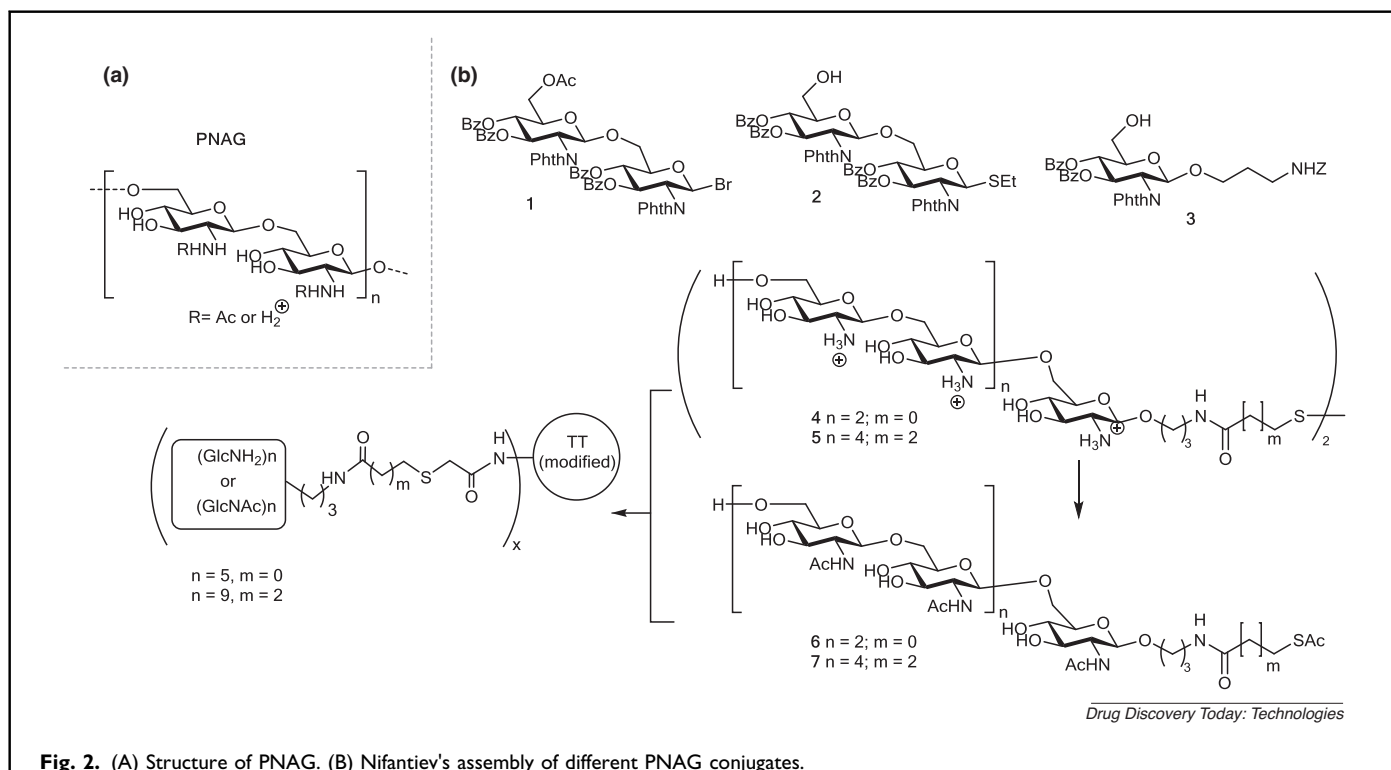 (a)
PNAG
O
O
HO
HO
RHNH
O
O
HO
HO
RHNH
O
O
n
R= Ac or H2⊕
(b)
OAc
BzO
BzO
O
O
PhthN
BzO
BzO
O
Br
PhthN
1
OH
BzO
BzO
O
O
PhthN
BzO
BzO
O
SEt
PhthN
2
OH
BzO
BzO
O
O
NHZ
PhthN
3
H
O
HO
HO
O
O
H3N
⊕
HO
HO
O
H3N
⊕
n
O
HO
HO
O
O
H3N
⊕
3
H
N
O
m
S
2
4 n = 2; m = 0
5 n = 4; m = 2
H
O
HO
HO
O
O
AcHN
HO
HO
O
AcHN
n
O
HO
HO
O
O
AcHN
3
H
N
O
m
SAc
6 n = 2; m = 0
7 n = 4; m = 2
(GlcNH2)n
or
(GlcNAc)n
3
NH
O
m
S
O
H
N
x
TT
(modified)
n = 5, m = 0
n = 9, m = 2
Drug Discovery Today: Technologies
Fig. 2. (A) Structure of PNAG. (B) Nifantiev's assembly of different PNAG conjugates.